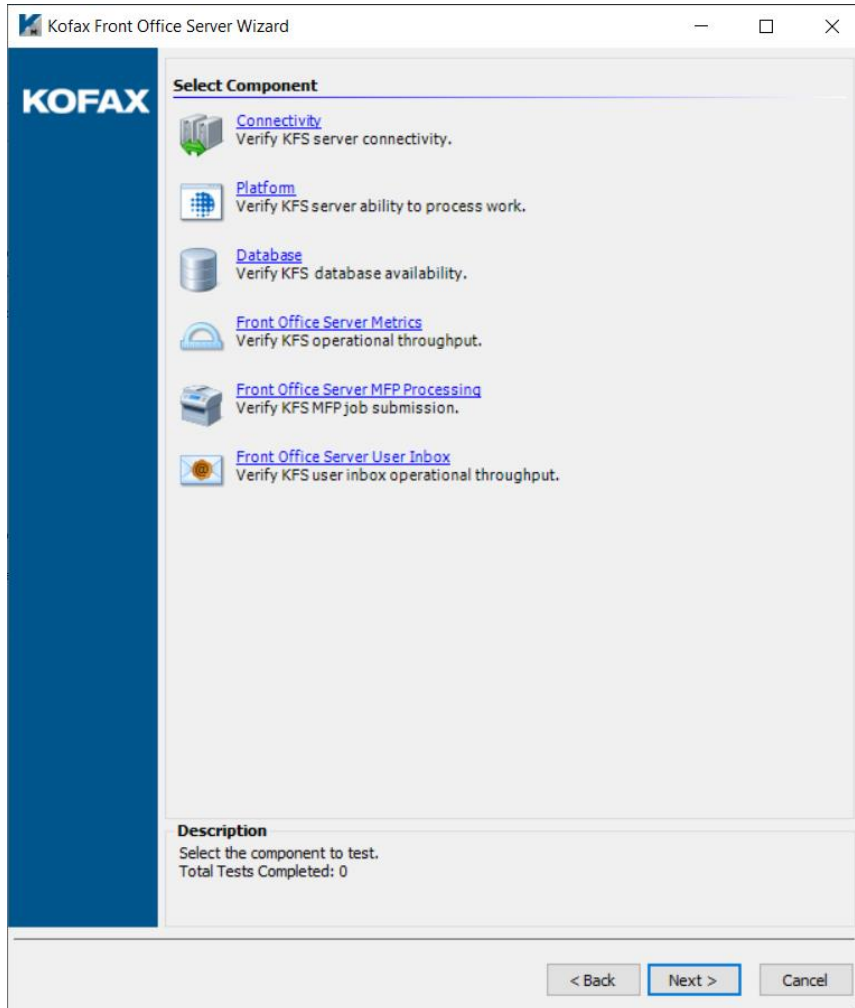 Kofax Front Office Server Wizard
KOFAX
Select Component
Connectivity
Verify KFS server connectivity.
Platform
Verify KFS server ability to process work.
Database
Verify KFS database availability.
Front Office Server Metrics
Verify KFS operational throughput.
Front Office Server MFP Processing
Verify KFS MFP job submission.
Front Office Server User Inbox
Verify KFS user inbox operational throughput.
Description
Select the component to test.
Total Tests Completed: 0
< Back Next > Cancel